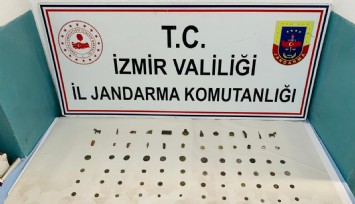 T.C.
İZMİR VALİLİĞİ
İL JANDARMA KOMUTANLIĞI